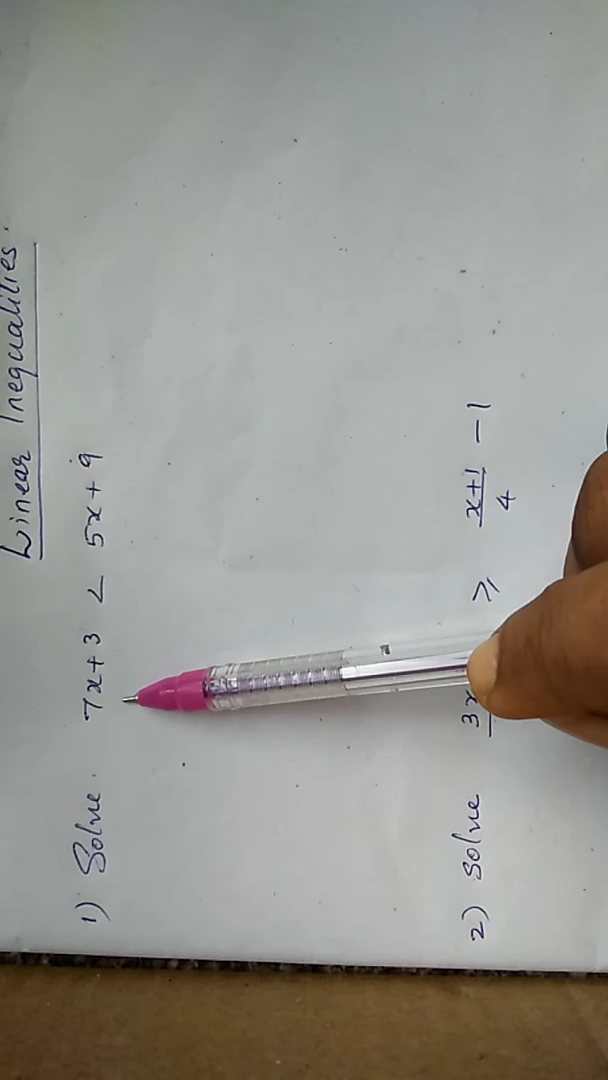 Linear Inequalities.
1) Solve. 7x+3 < 5x+9
2) solve 3x ≥ x+1/4 - 1